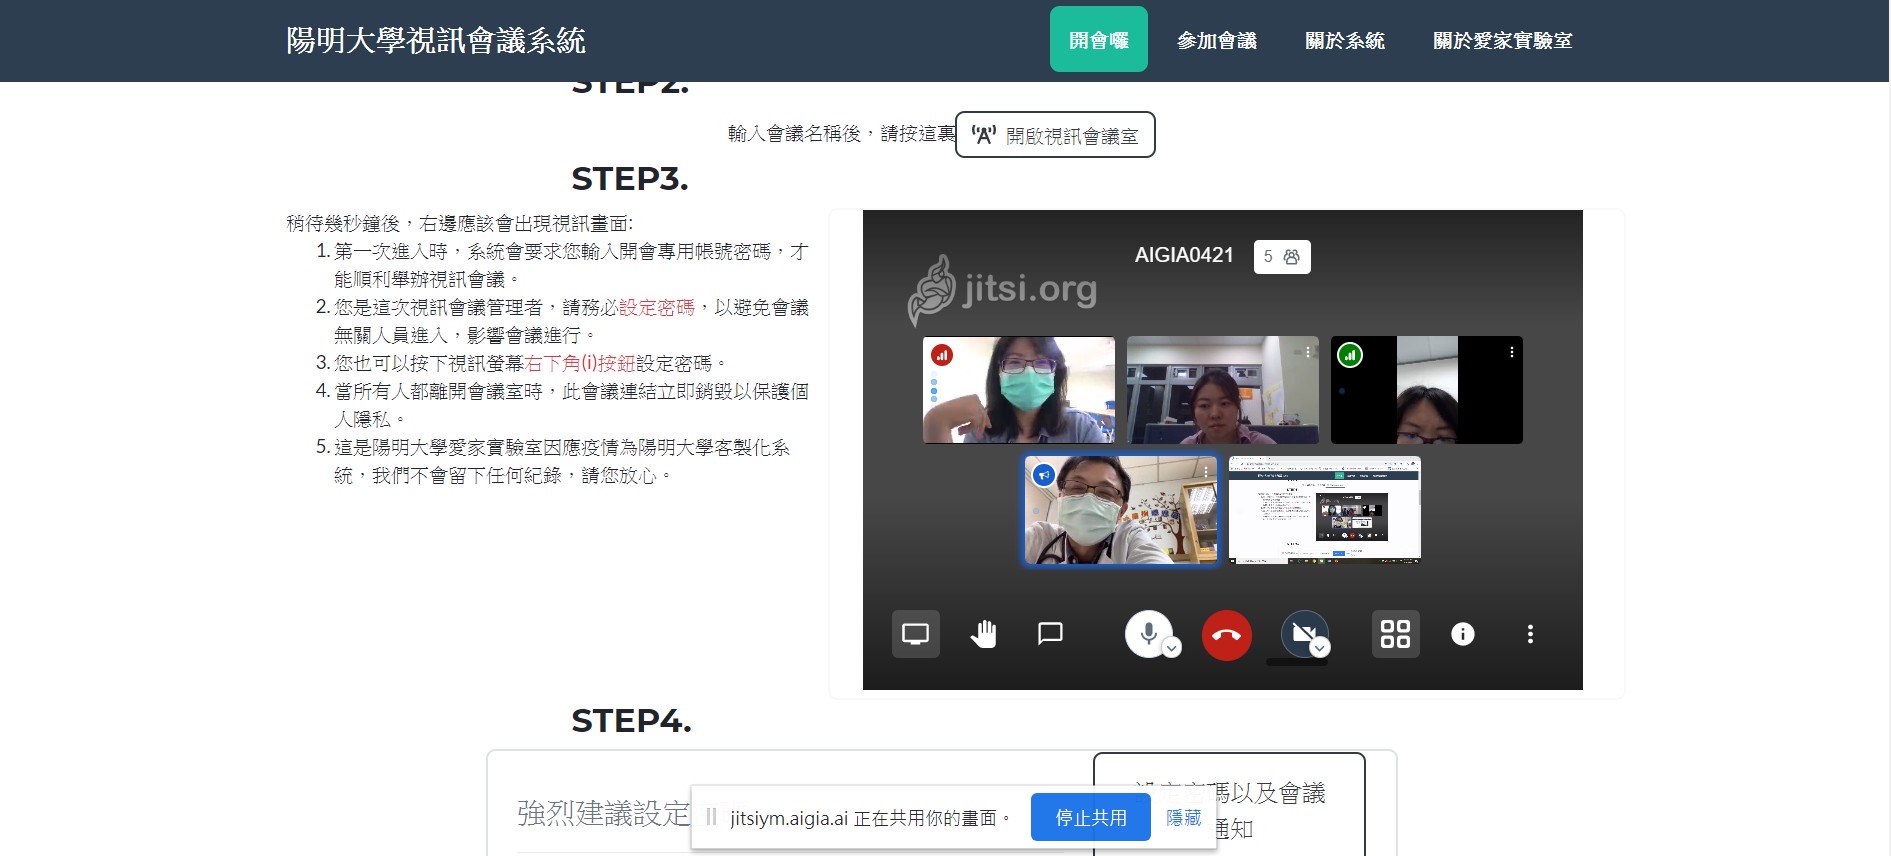 陽明大學視訊會議系統
開會囉 參加會議 關於系統 關於愛家實驗室
STEP2.
輸入會議名稱後，請按這裏 開啟視訊會議室
STEP3.
稍待幾秒鐘後，右邊應該會出現視訊畫面:
1. 第一次進入時，系統會要求您輸入開會專用帳號密碼，才
能順利舉辦視訊會議。
2. 您是這次視訊會議管理者，請務必設定密碼，以避免會議
無關人員進入，影響會議進行。
3. 您也可以按下視訊螢幕右下角(i)按鈕設定密碼。
4. 當所有人都離開會議室時，此會議連結立即銷毀以保護個
人隱私。
5. 這是陽明大學愛家實驗室因應疫情為陽明大學客製化系
統，我們不會留下任何紀錄，請您放心。
AIGIA0421 5
jitsi.org
STEP4.
強烈建議設定
碼以及會議
通知
jitsiym.aigia.ai 正在共用你的畫面。 停止共用 隱藏